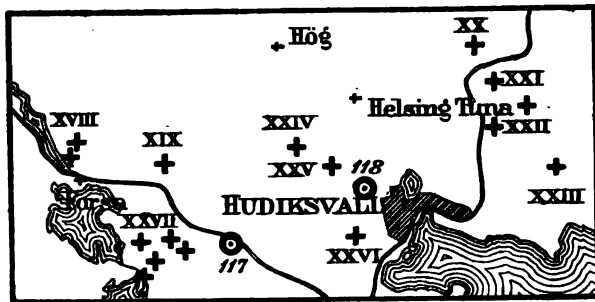 XX
Hög
XXI
XVIII
XIX
XXIV
Helsing Tuna
XXII
XXV
118
XXIII
Forsa
HUDIKSVALL
XXVII
117
XXVI